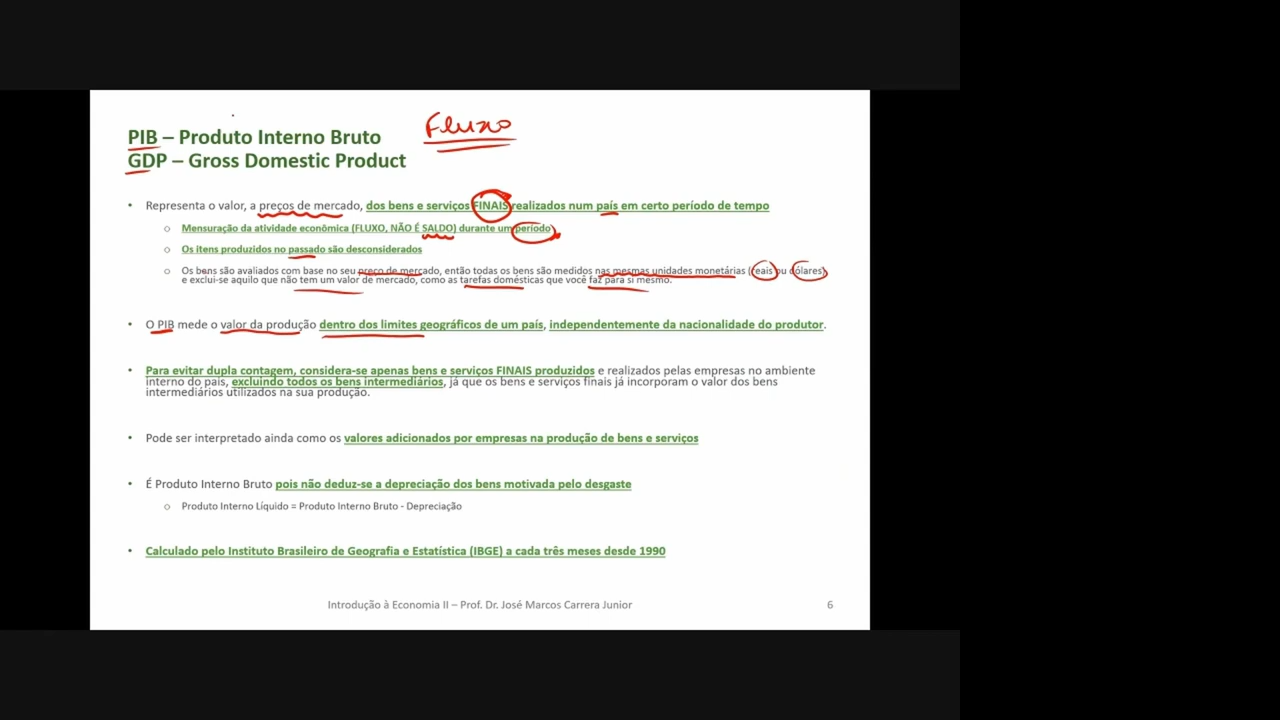 PIB – Produto Interno Bruto
Fluxo
GDP – Gross Domestic Product
• Representa o valor, a preços de mercado, dos bens e serviços FINAIS realizados num país em certo período de tempo
o Mensuração da atividade econômica (FLUXO, NÃO É SALDO) durante um período
o Os itens produzidos no passado são desconsiderados
o Os bens são avaliados com base no seu preço de mercado, então todas os bens são medidos nas mesmas unidades monetárias (reais ou dólares)
e exclui-se aquilo que não tem um valor de mercado, como as tarefas domésticas que você faz para si mesmo.
• O PIB mede o valor da produção dentro dos limites geográficos de um país, independentemente da nacionalidade do produtor.
• Para evitar dupla contagem, considera-se apenas bens e serviços FINAIS produzidos e realizados pelas empresas no ambiente
interno do país, excluindo todos os bens intermediários, já que os bens e serviços finais já incorporam o valor dos bens
intermediários utilizados na sua produção.
• Pode ser interpretado ainda como os valores adicionados por empresas na produção de bens e serviços
• É Produto Interno Bruto pois não deduz-se a depreciação dos bens motivada pelo desgaste
o Produto Interno Líquido = Produto Interno Bruto - Depreciação
• Calculado pelo Instituto Brasileiro de Geografia e Estatística (IBGE) a cada três meses desde 1990
Introdução à Economia II – Prof. Dr. José Marcos Carrera Junior
6